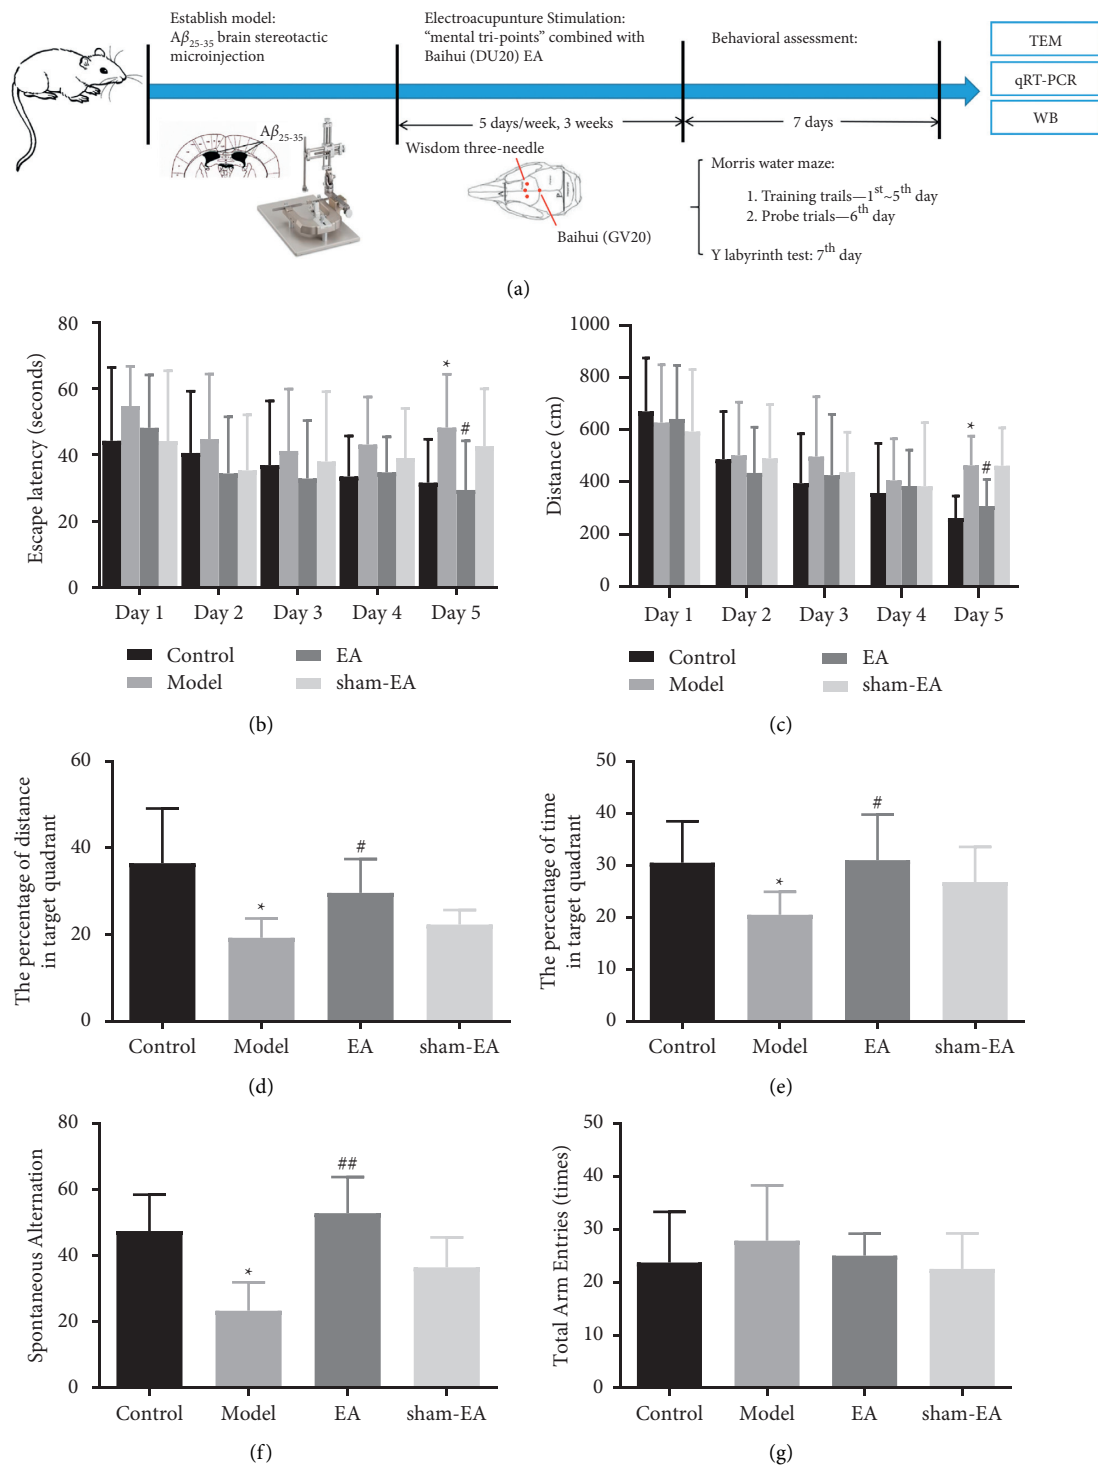 Establish model:
Aβ25-35 brain stereotactic
microinjection
Electroacupunture Stimulation:
“mental tri-points” combined with
Baihui (DU20) EA
Behavioral assessment:
TEM
qRT-PCR
WB
5 days/week, 3 weeks
7 days
Aβ25-35
Wisdom three-needle
Baihui (GV20)
Morris water maze:
1. Training trails—1st~5th day
2. Probe trials—6th day
Y labyrinth test: 7th day
(a)
Escape latency (seconds)
80
60
40
20
0
*
#
Day 1 Day 2 Day 3 Day 4 Day 5
Control EA
Model sham-EA
(b)
Distance (cm)
1000
800
600
400
200
0
*
#
Day 1 Day 2 Day 3 Day 4 Day 5
Control EA
Model sham-EA
(c)
The percentage of distance
in target quadrant
60
40
20
0
*
#
Control Model EA sham-EA
(d)
The percentage of time
in target quadrant
50
40
30
20
10
0
*
#
Control Model EA sham-EA
(e)
Spontaneous Alternation
80
60
40
20
0
*
##
Control Model EA sham-EA
(f)
Total Arm Entries (times)
50
40
30
20
10
0
Control Model EA sham-EA
(g)